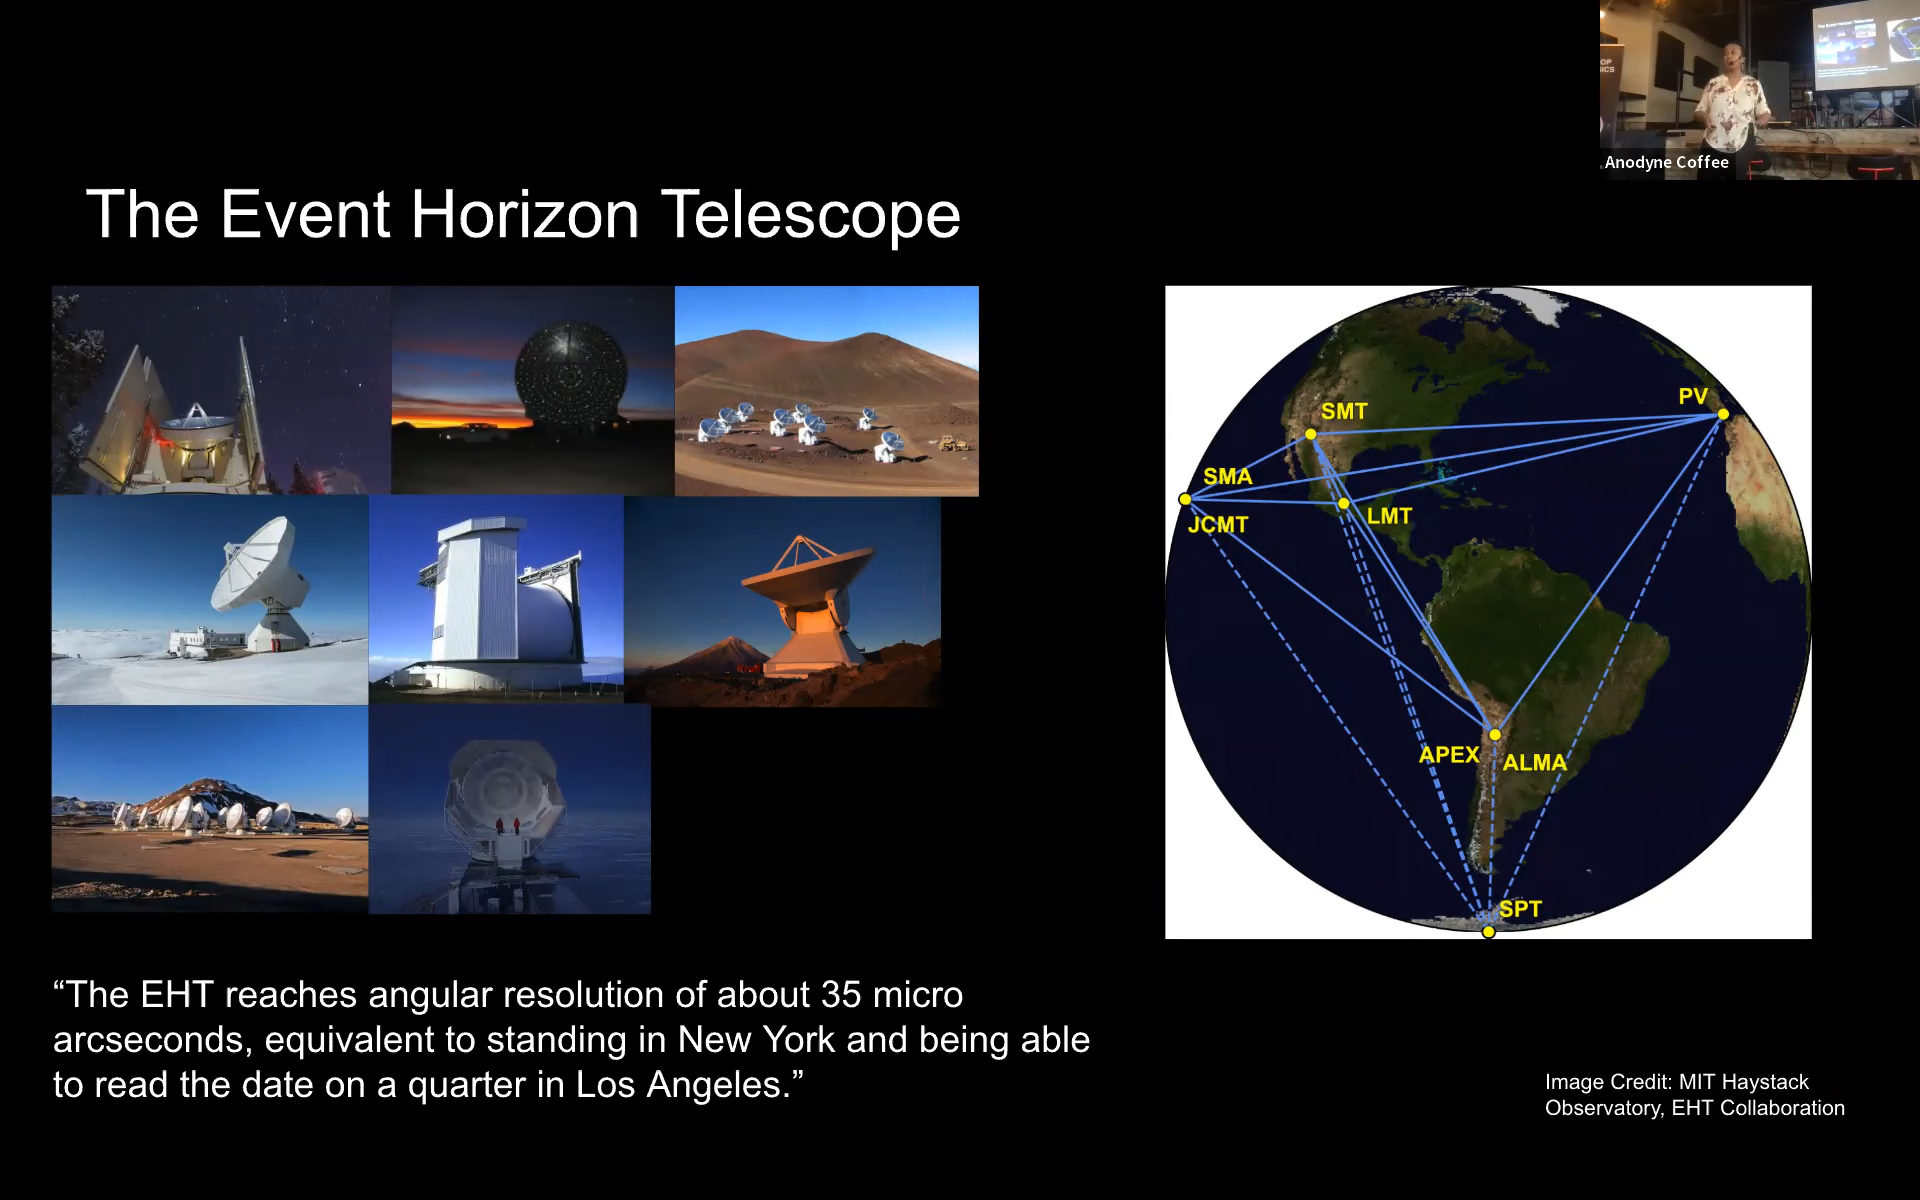 Anodyne Coffee
The Event Horizon Telescope
PV
SMT
SMA
LMT
JCMT
APEX
ALMA
SPT
“The EHT reaches angular resolution of about 35 micro
arcseconds, equivalent to standing in New York and being able
to read the date on a quarter in Los Angeles.”
Image Credit: MIT Haystack
Observatory, EHT Collaboration